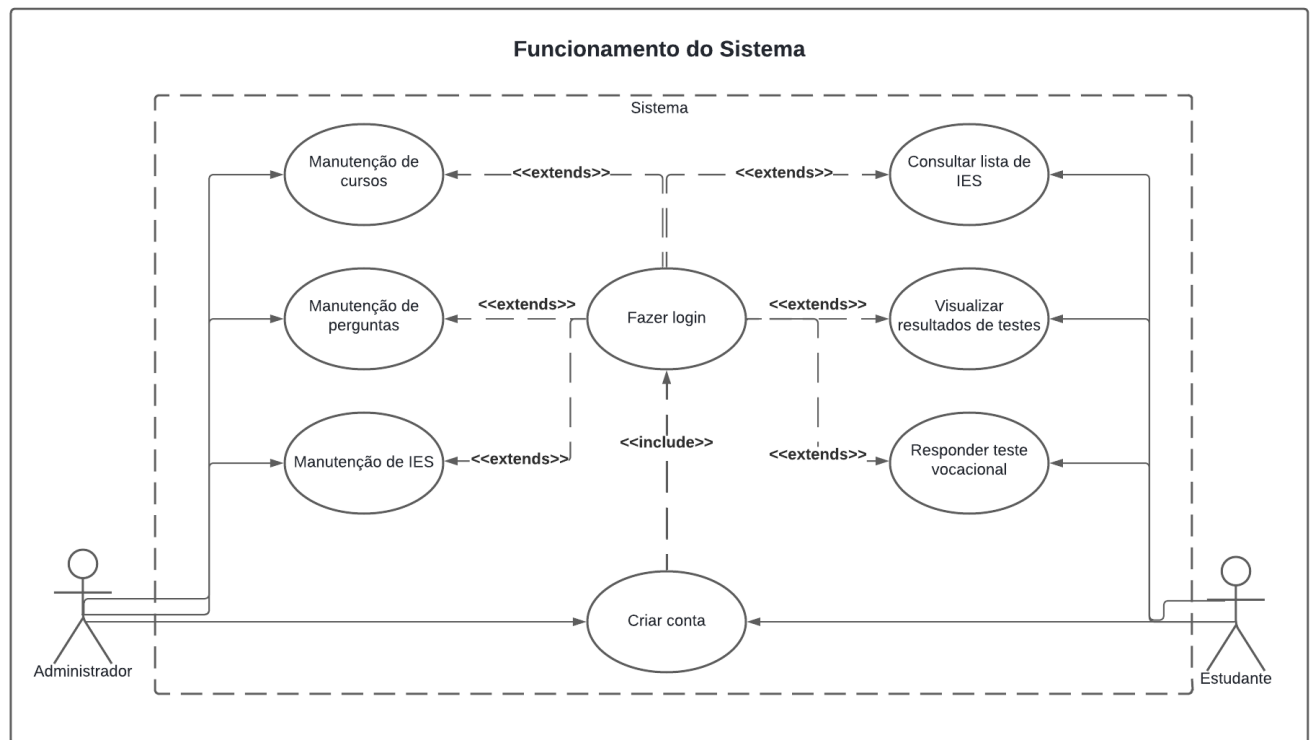 Funcionamento do Sistema
Sistema
Manutenção de
cursos
<<extends>>
<<extends>>
Consultar lista de
IES
Manutenção de
perguntas
<<extends>>
Fazer login
<<extends>>
Visualizar
resultados de testes
Manutenção de IES
<<extends>>
<<include>>
<<extends>>
Responder teste
vocacional
Criar conta
Administrador
Estudante